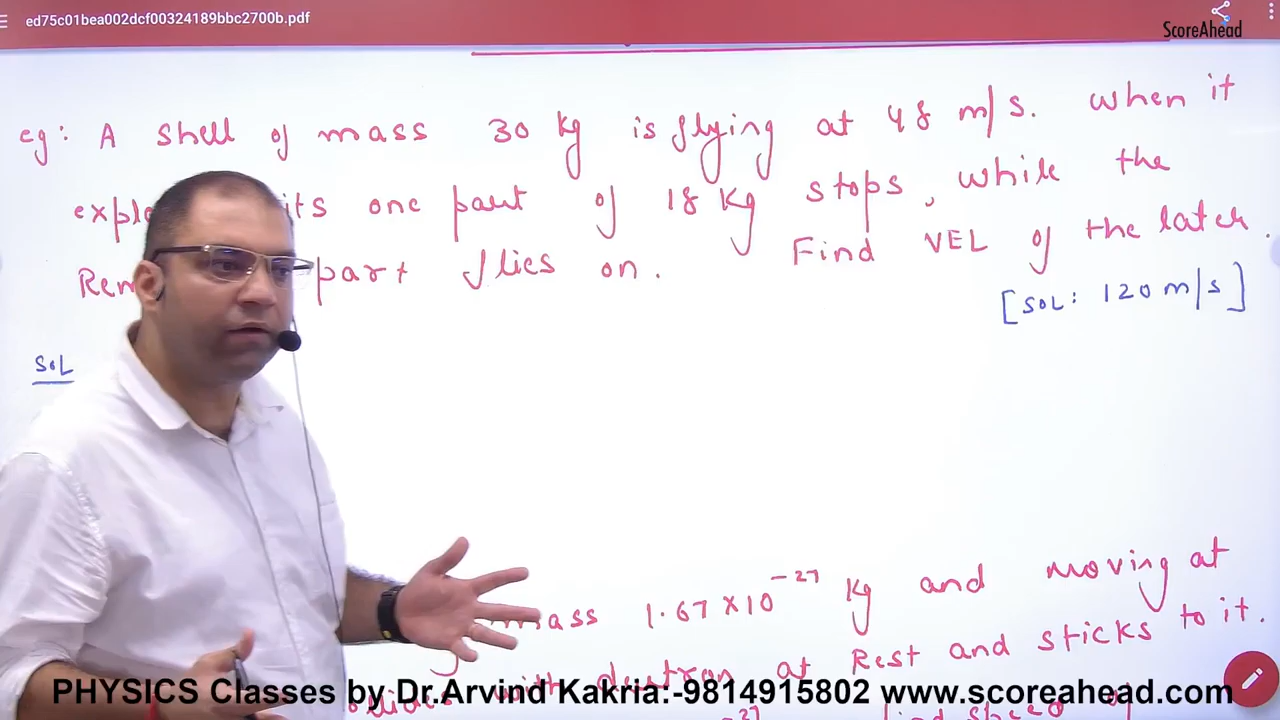 ed75c01bea002dcf00324189bbc2700b.pdf
ScoreAhead
eg: A shell of mass 30 kg is flying at 48 m/s. when it
its one part of 18 kg stops, while the
part flies on. Find VEL of the later.
[SOL: 120 m/s]
SOL
mass 1.67 × 10⁻²⁷ kg and moving at
with deutron at Rest and sticks to it.
PHYSICS Classes by Dr.Arvind Kakria:-9814915802 www.scoreahead.com